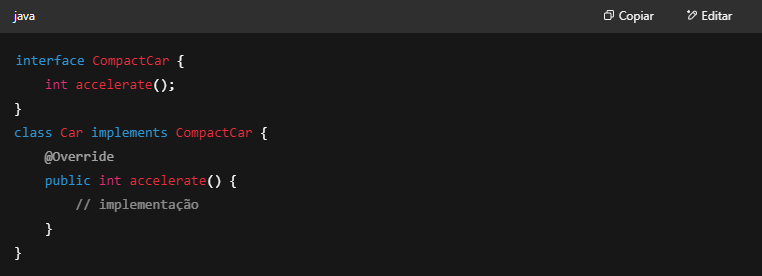 java Copiar Editar
interface CompactCar {
    int accelerate();
}
class Car implements CompactCar {
    @Override
    public int accelerate() {
        // implementação
    }
}